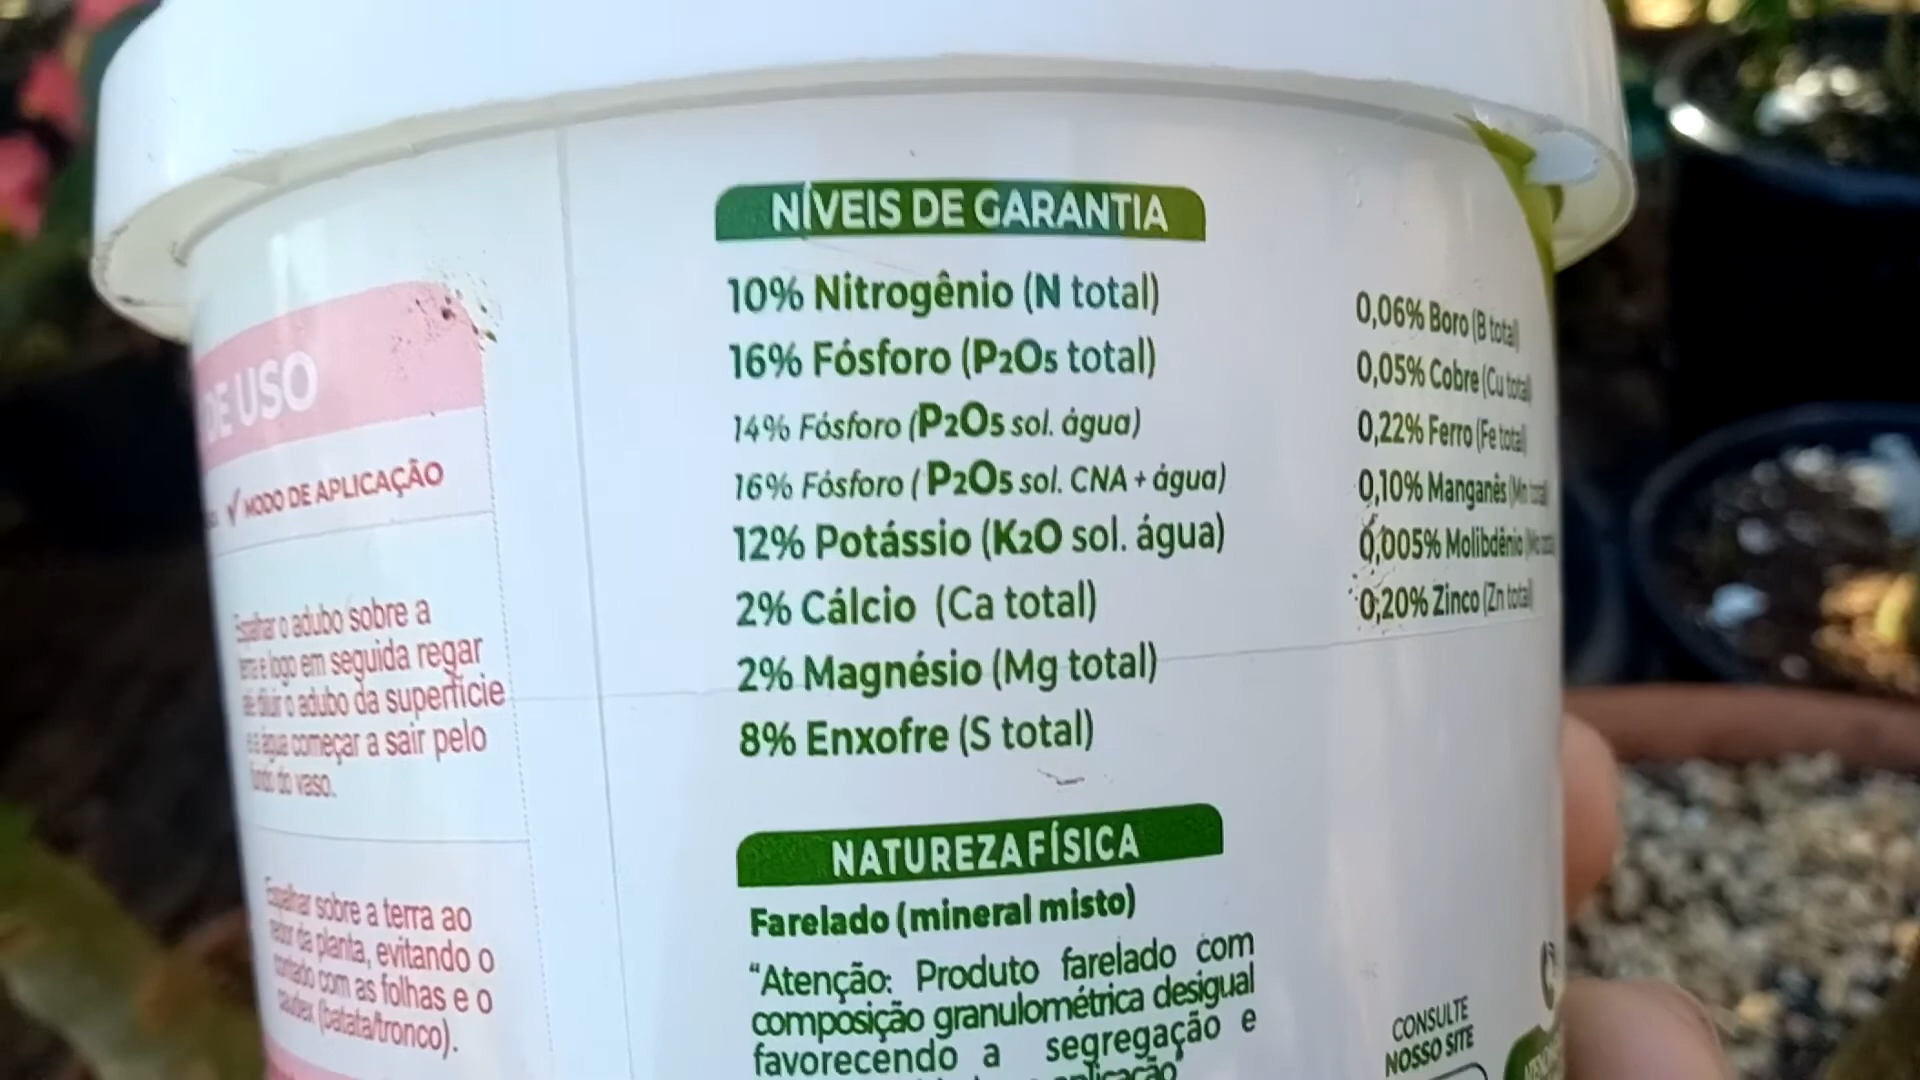 DE USO
✓ MODO DE APLICAÇÃO
Espalhar o adubo sobre a
terra e logo em seguida regar
até diluir o adubo da superfície
e a água começar a sair pelo
fundo do vaso.
Espalhar sobre a terra ao
redor da planta, evitando o
contado com as folhas e o
caudex (batata/tronco).
NÍVEIS DE GARANTIA
10% Nitrogênio (N total)
16% Fósforo (P2O5 total)
14% Fósforo (P2O5 sol. água)
16% Fósforo ( P2O5 sol. CNA + água)
12% Potássio (K2O sol. água)
2% Cálcio (Ca total)
2% Magnésio (Mg total)
8% Enxofre (S total)
0,06% Boro (B total)
0,05% Cobre (Cu total)
0,22% Ferro (Fe total)
0,10% Manganês (Mn total)
0,005% Molibdênio
0,20% Zinco (Zn total)
NATUREZA FÍSICA
Farelado (mineral misto)
“Atenção: Produto farelado com
composição granulométrica desigual
favorecendo a segregação e
CONSULTE
NOSSO SITE